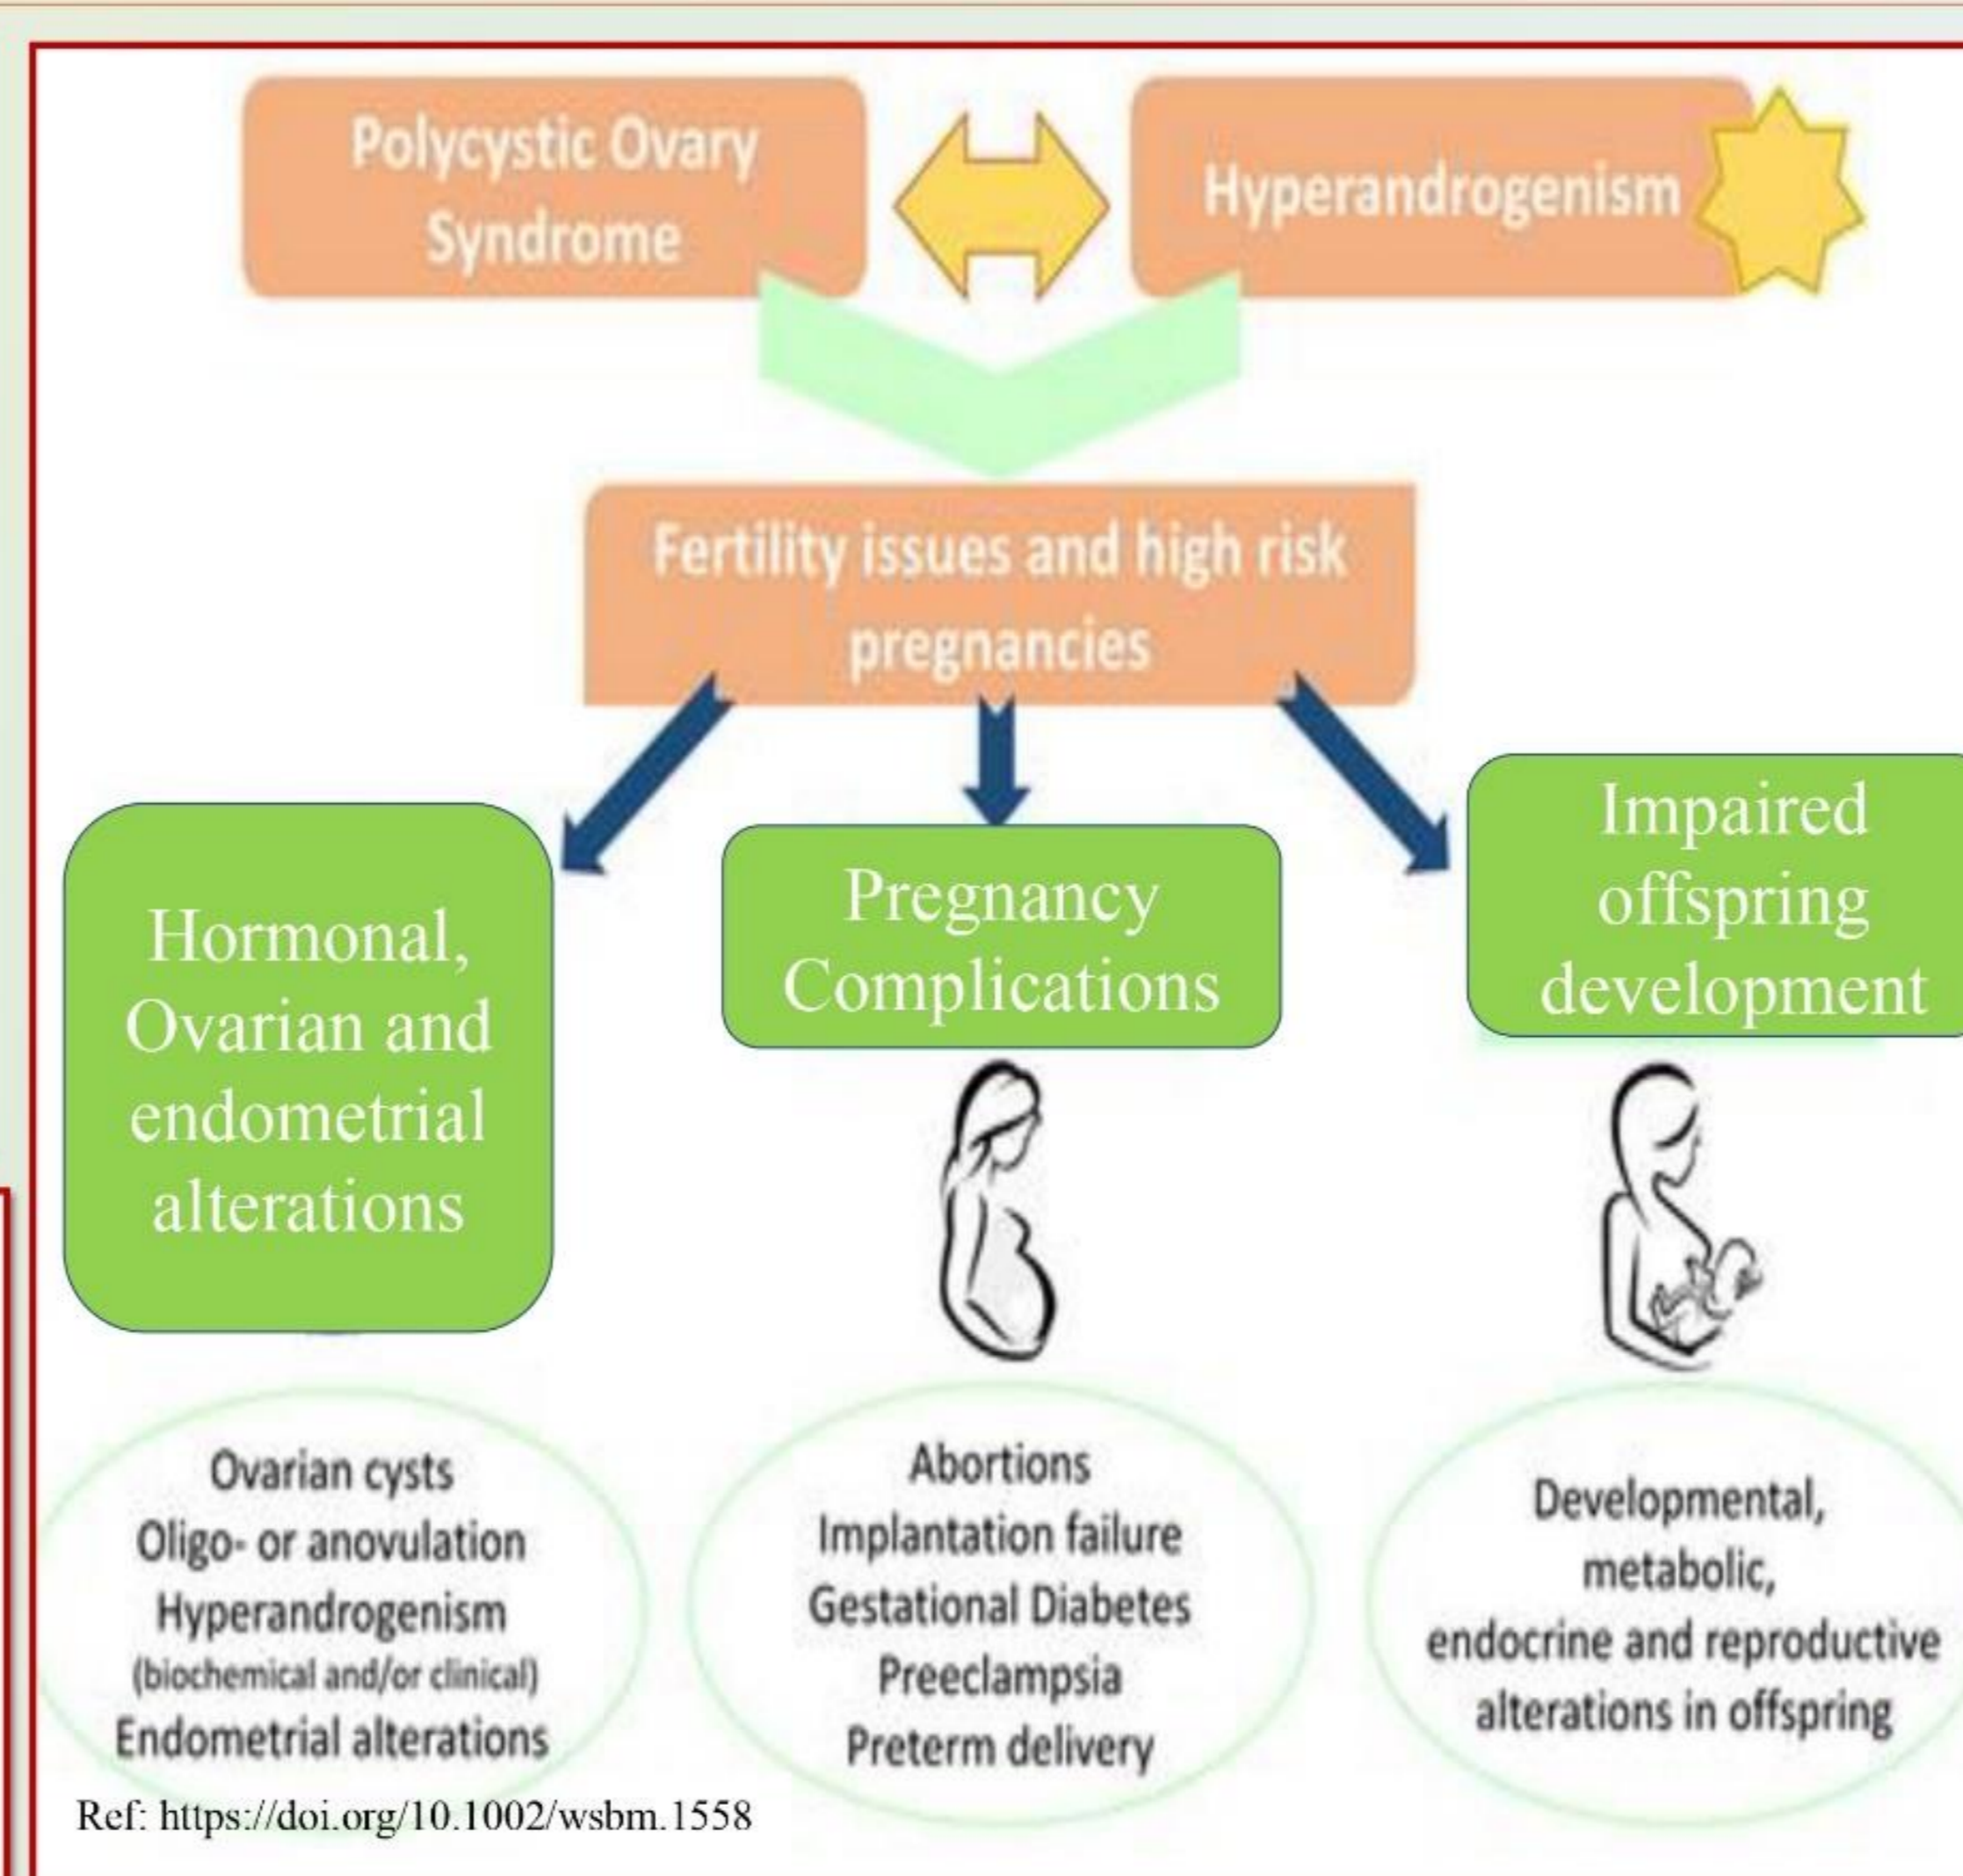 Polycystic Ovary
Syndrome
Hyperandrogenism
Fertility issues and high risk
pregnancies
Hormonal,
Ovarian and
endometrial
alterations
Pregnancy
Complications
Impaired
offspring
development
Ovarian cysts
Oligo- or anovulation
Hyperandrogenism
(biochemical and/or clinical)
Endometrial alterations
Abortions
Implantation failure
Gestational Diabetes
Preeclampsia
Preterm delivery
Developmental,
metabolic,
endocrine and reproductive
alterations in offspring
Ref: https://doi.org/10.1002/wsbm.1558